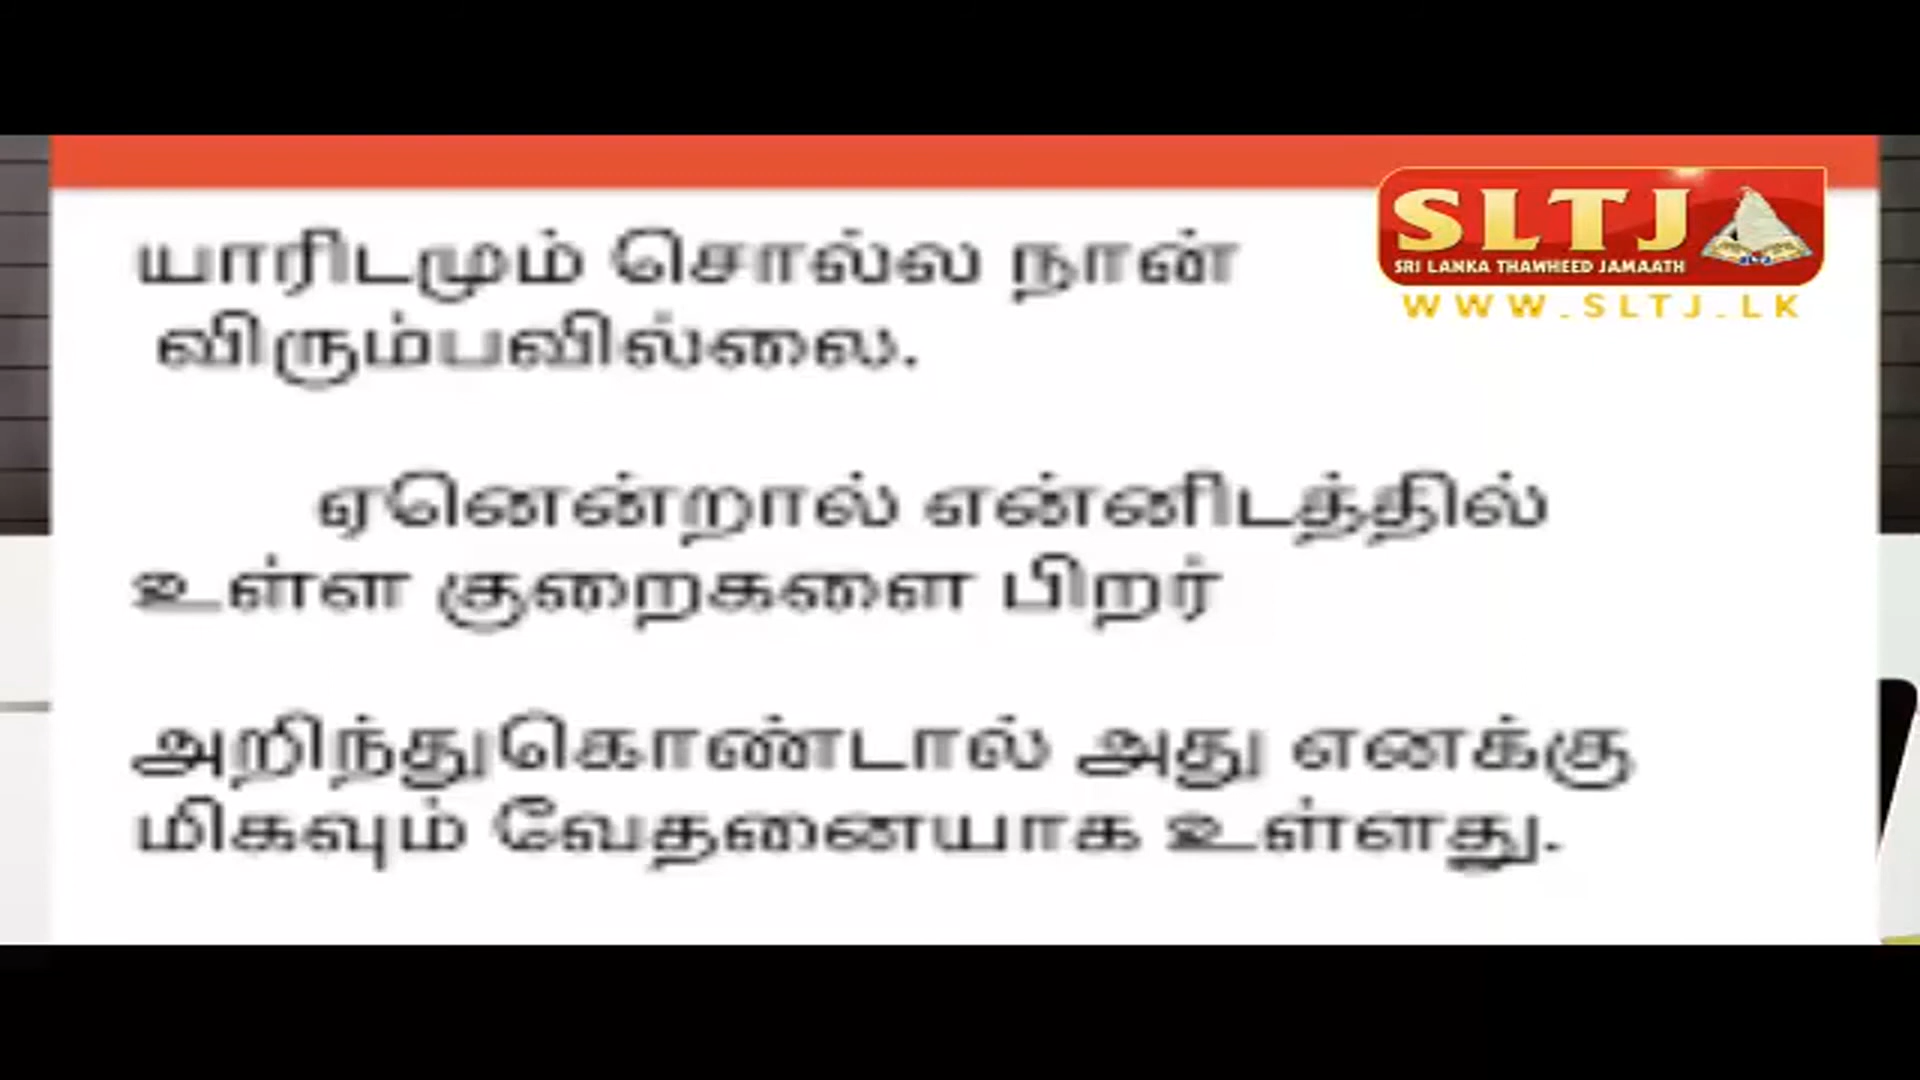 SLTJ
SRI LANKA THAWHEED JAMAATH
WWW.SLTJ.LK
யாரிடமும் சொல்ல நான்
விரும்பவில்லை.
ஏனென்றால் என்னிடத்தில்
உள்ள குறைகளை பிறர்
அறிந்துகொண்டால் அது எனக்கு
மிகவும் வேதனையாக உள்ளது.